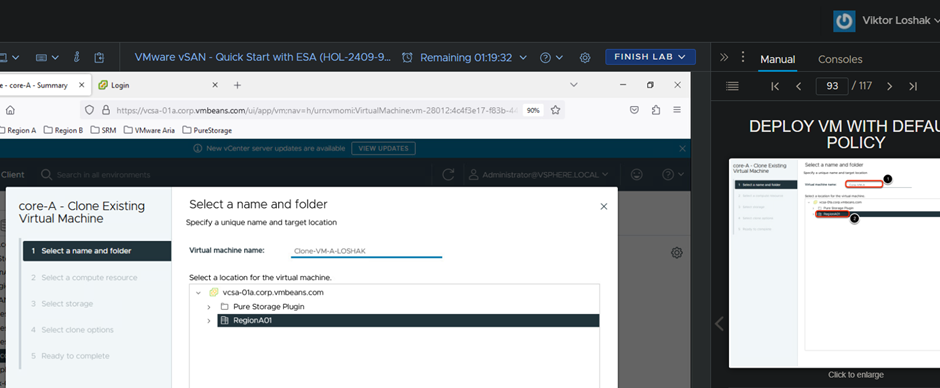 Viktor Loshak
VMware vSAN - Quick Start with ESA (HOL-2409-9...
Remaining 01:19:32
FINISH LAB
Manual
Consoles
e - core-A - Summary
Login
93 / 117
https://vcsa-01a.corp.vmbeans.com/ui/app/vm;nav=h/urn:vmomi:VirtualMachine:vm-28012:4c4f3e17-f83b-44
90%
Region A
Region B
SRM
VMware Aria
PureStorage
DEPLOY VM WITH DEFAU
POLICY
New vCenter server updates are available
VIEW UPDATES
Client
Search in all environments
Administrator@VSPHERE.LOCAL
core-A - Clone Existing
Virtual Machine
1 Select a name and folder
2 Select a compute resource
3 Select storage
4 Select clone options
5 Ready to complete
Select a name and folder
Specify a unique name and target location
Virtual machine name:
Clone-VM-A-LOSHAK
Select a location for the virtual machine.
vcsa-01a.corp.vmbeans.com
Pure Storage Plugin
RegionA01
core-A - Clone Existing
Virtual Machine
Select a name and folder
Specify a unique name and target location
Virtual machine name:
Select a location for the virtual machine.
Pure Storage Plugin
RegionA01
Click to enlarge